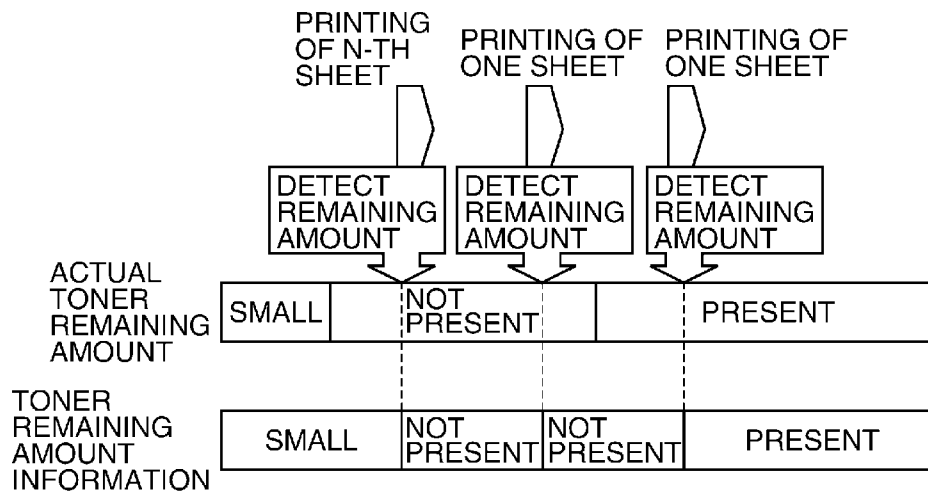 PRINTING
OF N-TH
SHEET
PRINTING OF
ONE SHEET
PRINTING OF
ONE SHEET
DETECT
REMAINING
AMOUNT
DETECT
REMAINING
AMOUNT
DETECT
REMAINING
AMOUNT
ACTUAL
TONER
REMAINING
AMOUNT
SMALL
NOT
PRESENT
PRESENT
TONER
REMAINING
AMOUNT
INFORMATION
SMALL
NOT
PRESENT
NOT
PRESENT
PRESENT